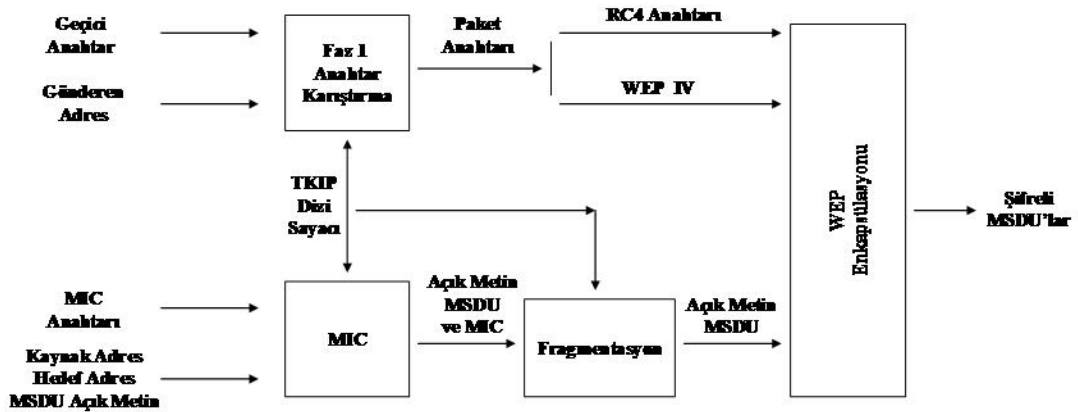 Geçici
Anahtar
Gönderen
Adres
Faz 1
Anahtar
Karıştırma
Paket
Anahtarı
RC4 Anahtarı
WEP IV
TKIP
Dizi
Sayacı
MIC
Anahtarı
Kaynak Adres
Hedef Adres
MSDU Açık Metin
MIC
Açık Metin
MSDU
ve MIC
Fragmentasyon
Açık Metin
MSDU
WEP
Enkapsülasyonu
Şifreli
MSDU'lar